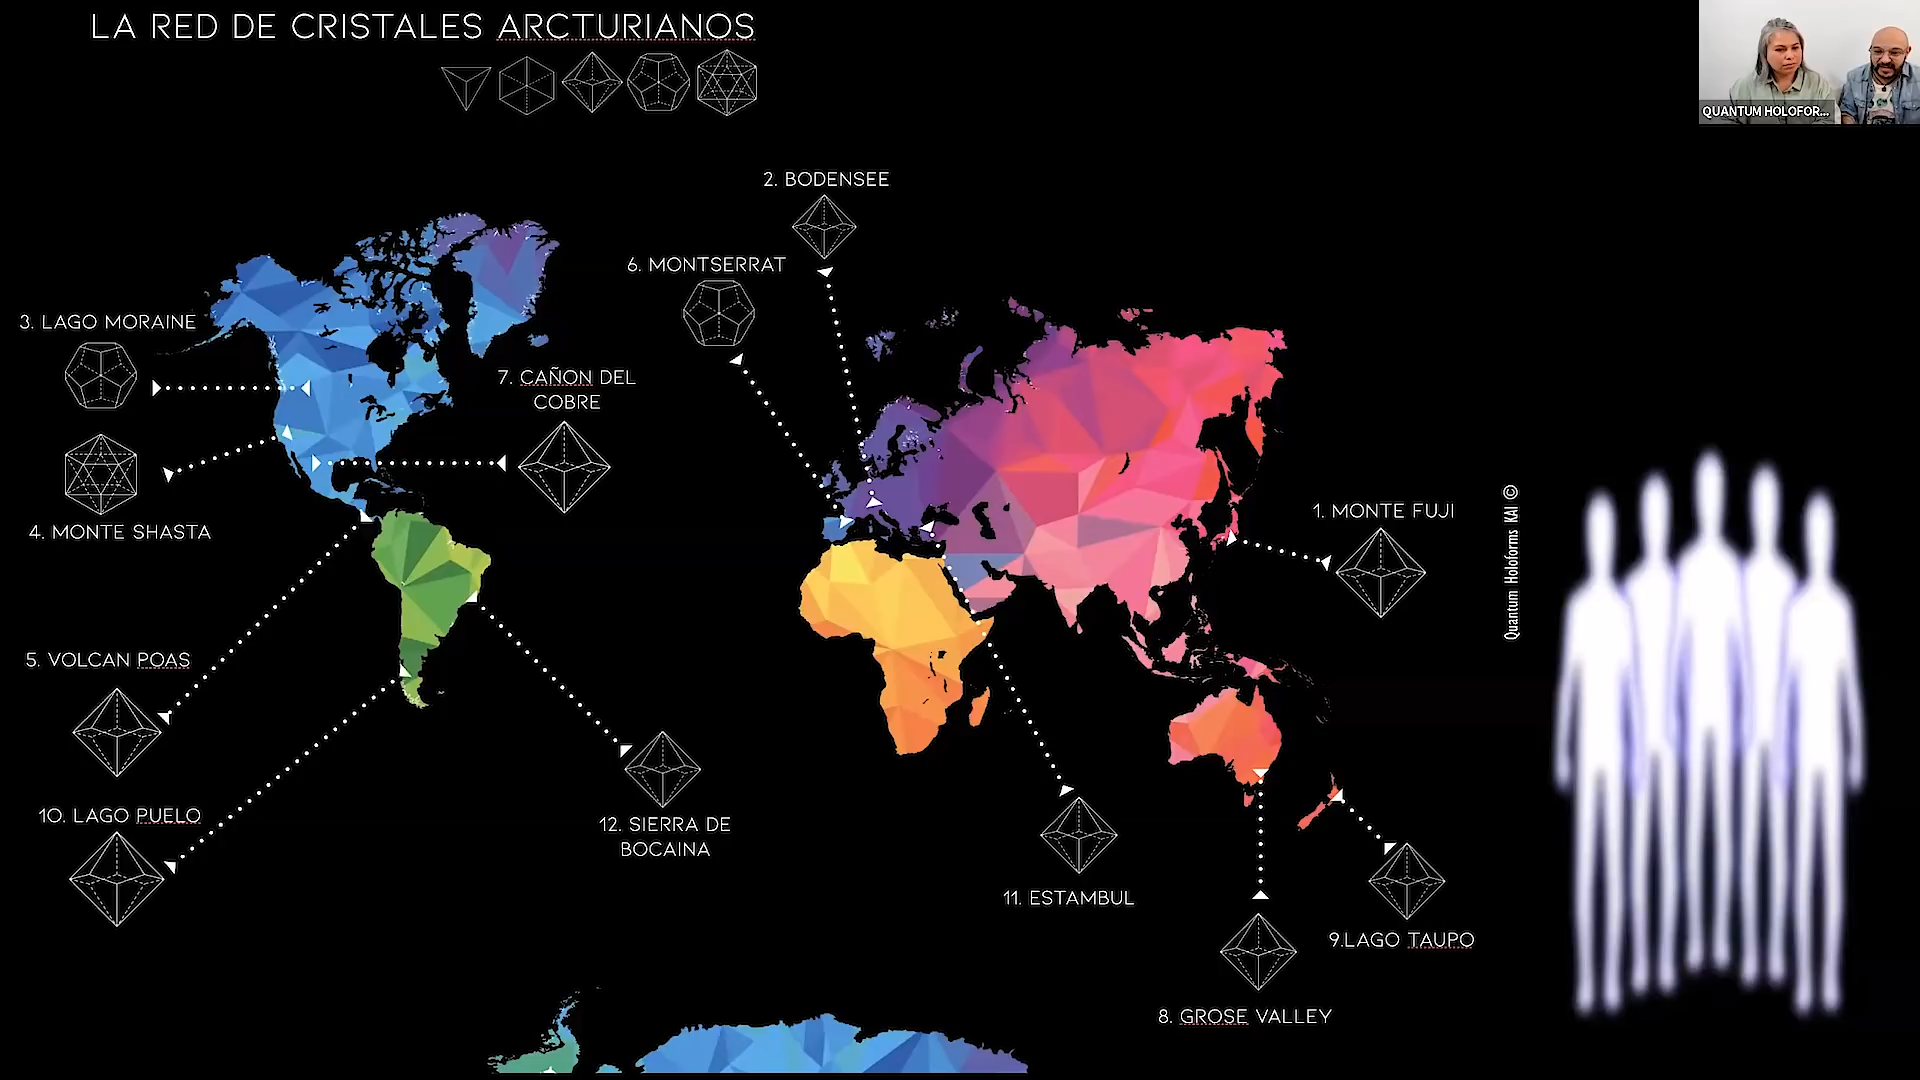 LA RED DE CRISTALES ARCTURIANOS
QUANTUM HOLOFOR...
2. BODENSEE
6. MONTSERRAT
3. LAGO MORAINE
7. CAÑON DEL
COBRE
4. MONTE SHASTA
1. MONTE FUJI
Quantum Holoforms KAI ©
5. VOLCAN POAS
10. LAGO PUELO
12. SIERRA DE
BOCAINA
11. ESTAMBUL
9.LAGO TAUPO
8. GROSE VALLEY